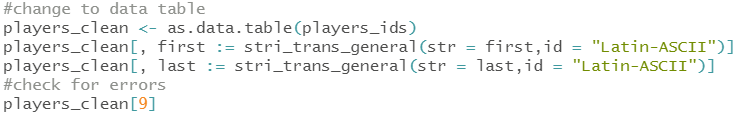 #change to data table
players_clean <- as.data.table(players_ids)
players_clean[, first := stri_trans_general(str = first,id = "Latin-ASCII")]
players_clean[, last := stri_trans_general(str = last,id = "Latin-ASCII")]
#check for errors
players_clean[9]